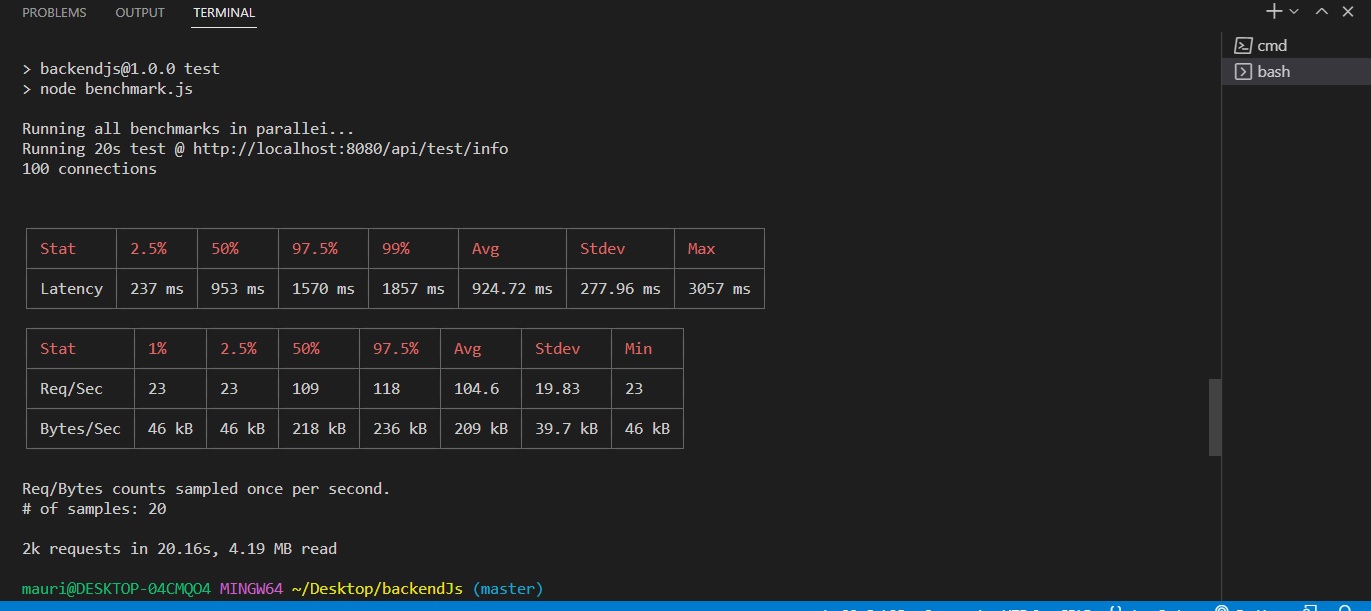 PROBLEMS OUTPUT TERMINAL
cmd
bash
> backendjs@1.0.0 test
> node benchmark.js
Running all benchmarks in parallei...
Running 20s test @ http://localhost:8080/api/test/info
100 connections
Stat 2.5% 50% 97.5% 99% Avg Stdev Max
Latency 237 ms 953 ms 1570 ms 1857 ms 924.72 ms 277.96 ms 3057 ms
Stat 1% 2.5% 50% 97.5% Avg Stdev Min
Req/Sec 23 23 109 118 104.6 19.83 23
Bytes/Sec 46 kB 46 kB 218 kB 236 kB 209 kB 39.7 kB 46 kB
Req/Bytes counts sampled once per second.
# of samples: 20
2k requests in 20.16s, 4.19 MB read
mauri@DESKTOP-04CMQO4 MINGW64 ~/Desktop/backendJs (master)